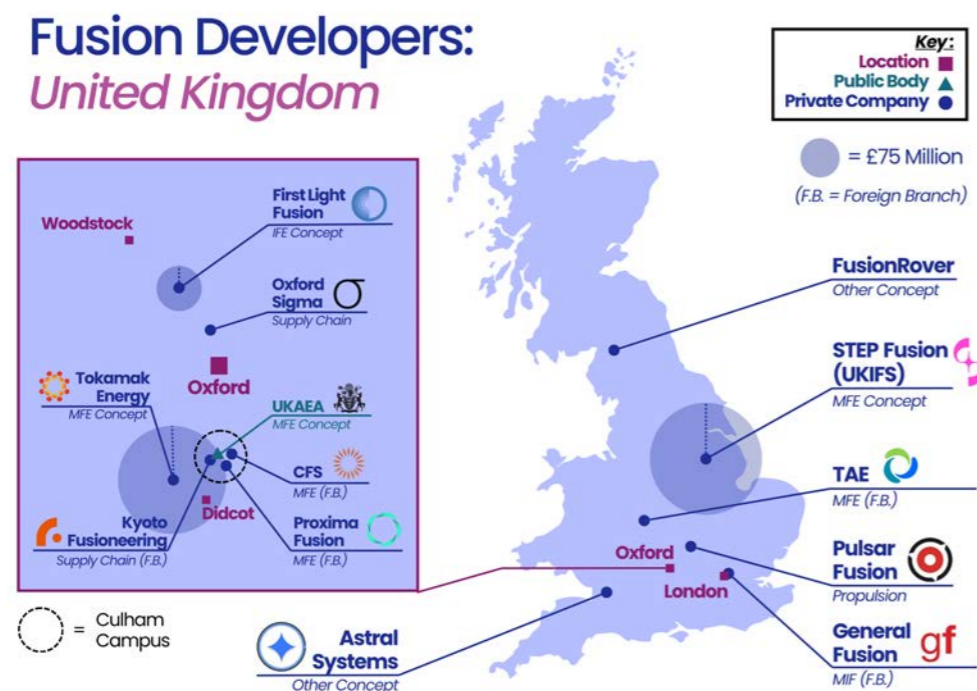 Fusion Developers:
United Kingdom
Key:
Location
Public Body
Private Company
= £75 Million
(F.B. = Foreign Branch)
Woodstock
First Light
Fusion
IFE Concept
Oxford
Sigma
Supply Chain
σ
Oxford
Tokamak
Energy
MFE Concept
UKAEA
MFE Concept
CFS
MFE (F.B.)
Didcot
Kyoto
Fusioneering
Supply Chain (F.B.)
Proxima
Fusion
MFE (F.B.)
= Culham
Campus
FusionRover
Other Concept
STEP Fusion
(UKIFS)
MFE Concept
TAE
MFE (F.B.)
Oxford
London
Pulsar
Fusion
Propulsion
General
Fusion
gf
MIF (F.B.)
Astral
Systems
Other Concept